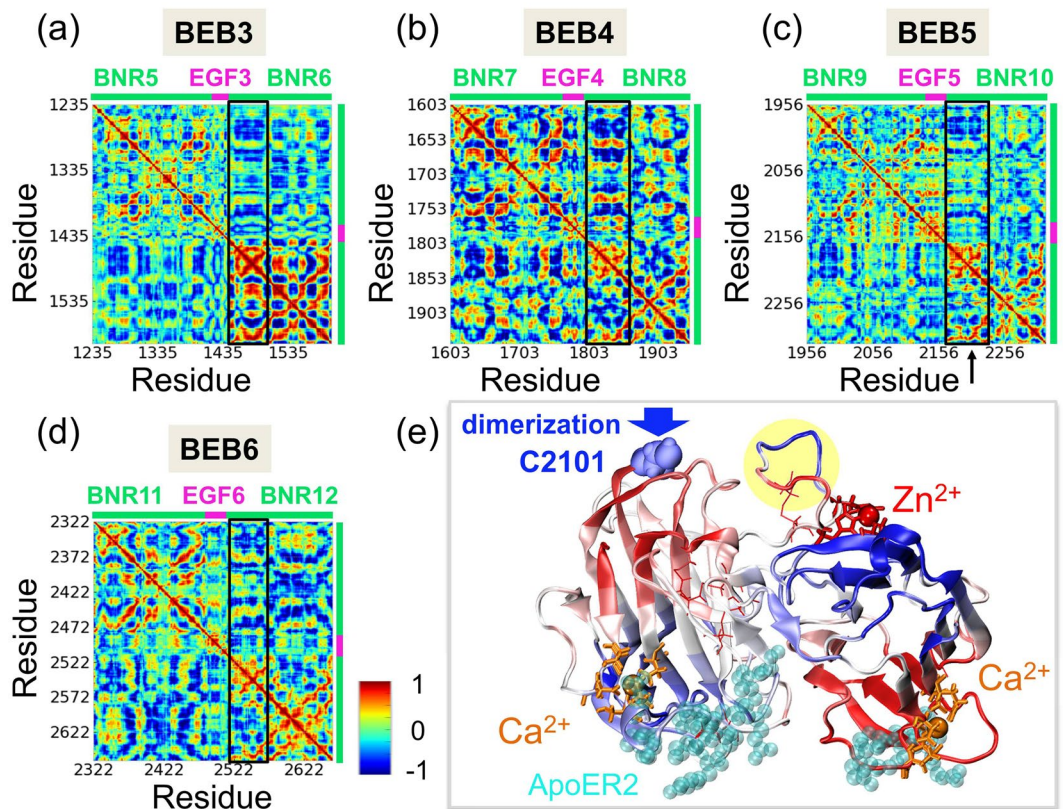 (a) BEB3
BNR5 EGF3 BNR6
1235
1335
1435
1535
Residue
1235 1335 1435 1535
Residue
(b) BEB4
BNR7 EGF4 BNR8
1603
1653
1703
1753
1803
1853
1903
Residue
1603 1703 1803 1903
Residue
(c) BEB5
BNR9 EGF5 BNR10
1956
2056
2156
2256
Residue
1956 2056 2156 2256
Residue
(d) BEB6
BNR11 EGF6 BNR12
2322
2372
2422
2472
2522
2572
2622
Residue
2322 2422 2522 2622
Residue
1
0
-1
(e)
dimerization
C2101
Zn²⁺
Ca²⁺
Ca²⁺
ApoER2